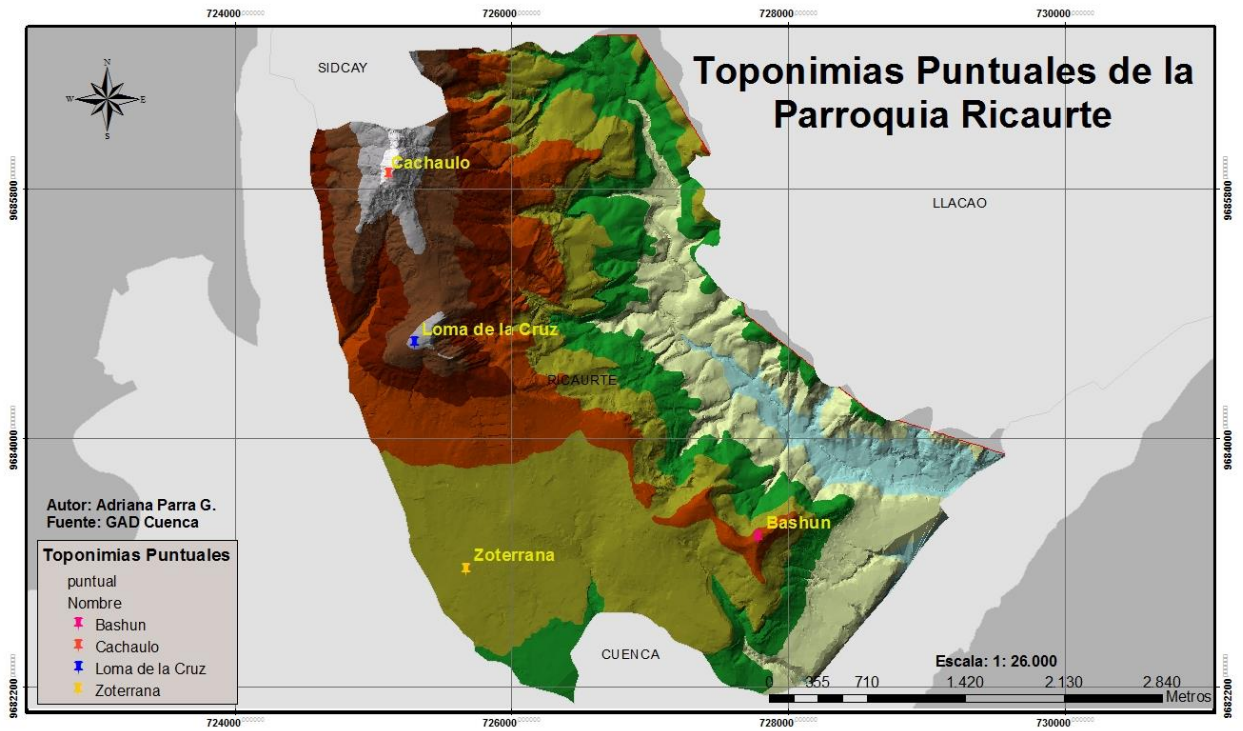 724000 726000 728000 730000
Toponimias Puntuales de la
Parroquia Ricaurte
N
W E
S
SIDCAY
Cachaulo
9685800 9685800
LLACAO
Loma de la Cruz
RICAURTE
9684000 9684000
Autor: Adriana Parra G.
Fuente: GAD Cuenca
Bashun
Zoterrana
Toponimias Puntuales
puntual
Nombre
Bashun
Cachaulo
Loma de la Cruz
Zoterrana
CUENCA
Escala: 1: 26.000
0 355 710 1.420 2.130 2.840
Metros
9682200 9682200
724000 726000 728000 730000